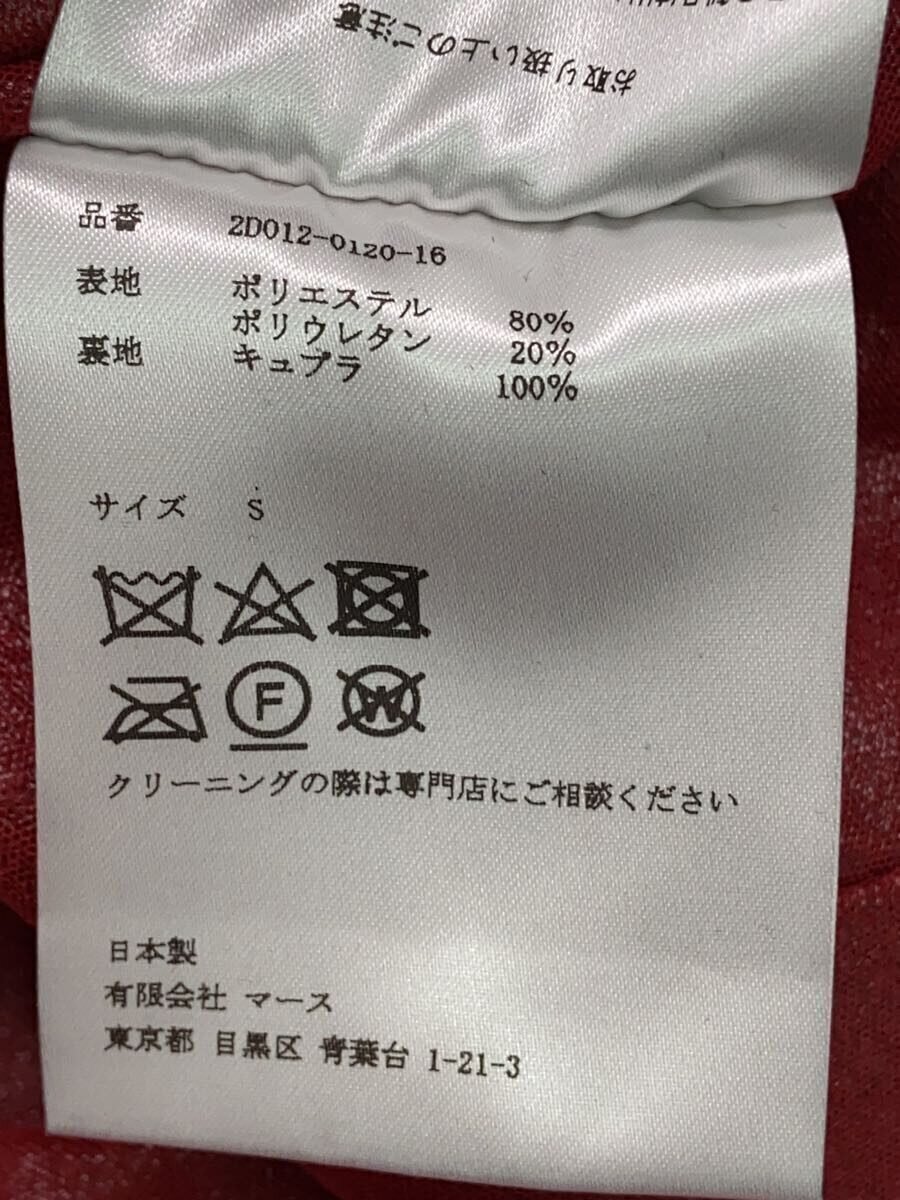 お取り扱い上のご注意
品番 2D012-0120-16
表地 ポリエステル 80%
ポリウレタン 20%
裏地 キュプラ 100%
サイズ S
F
W
クリーニングの際は専門店にご相談ください
日本製
有限会社 マース
東京都 目黒区 青葉台 1-21-3